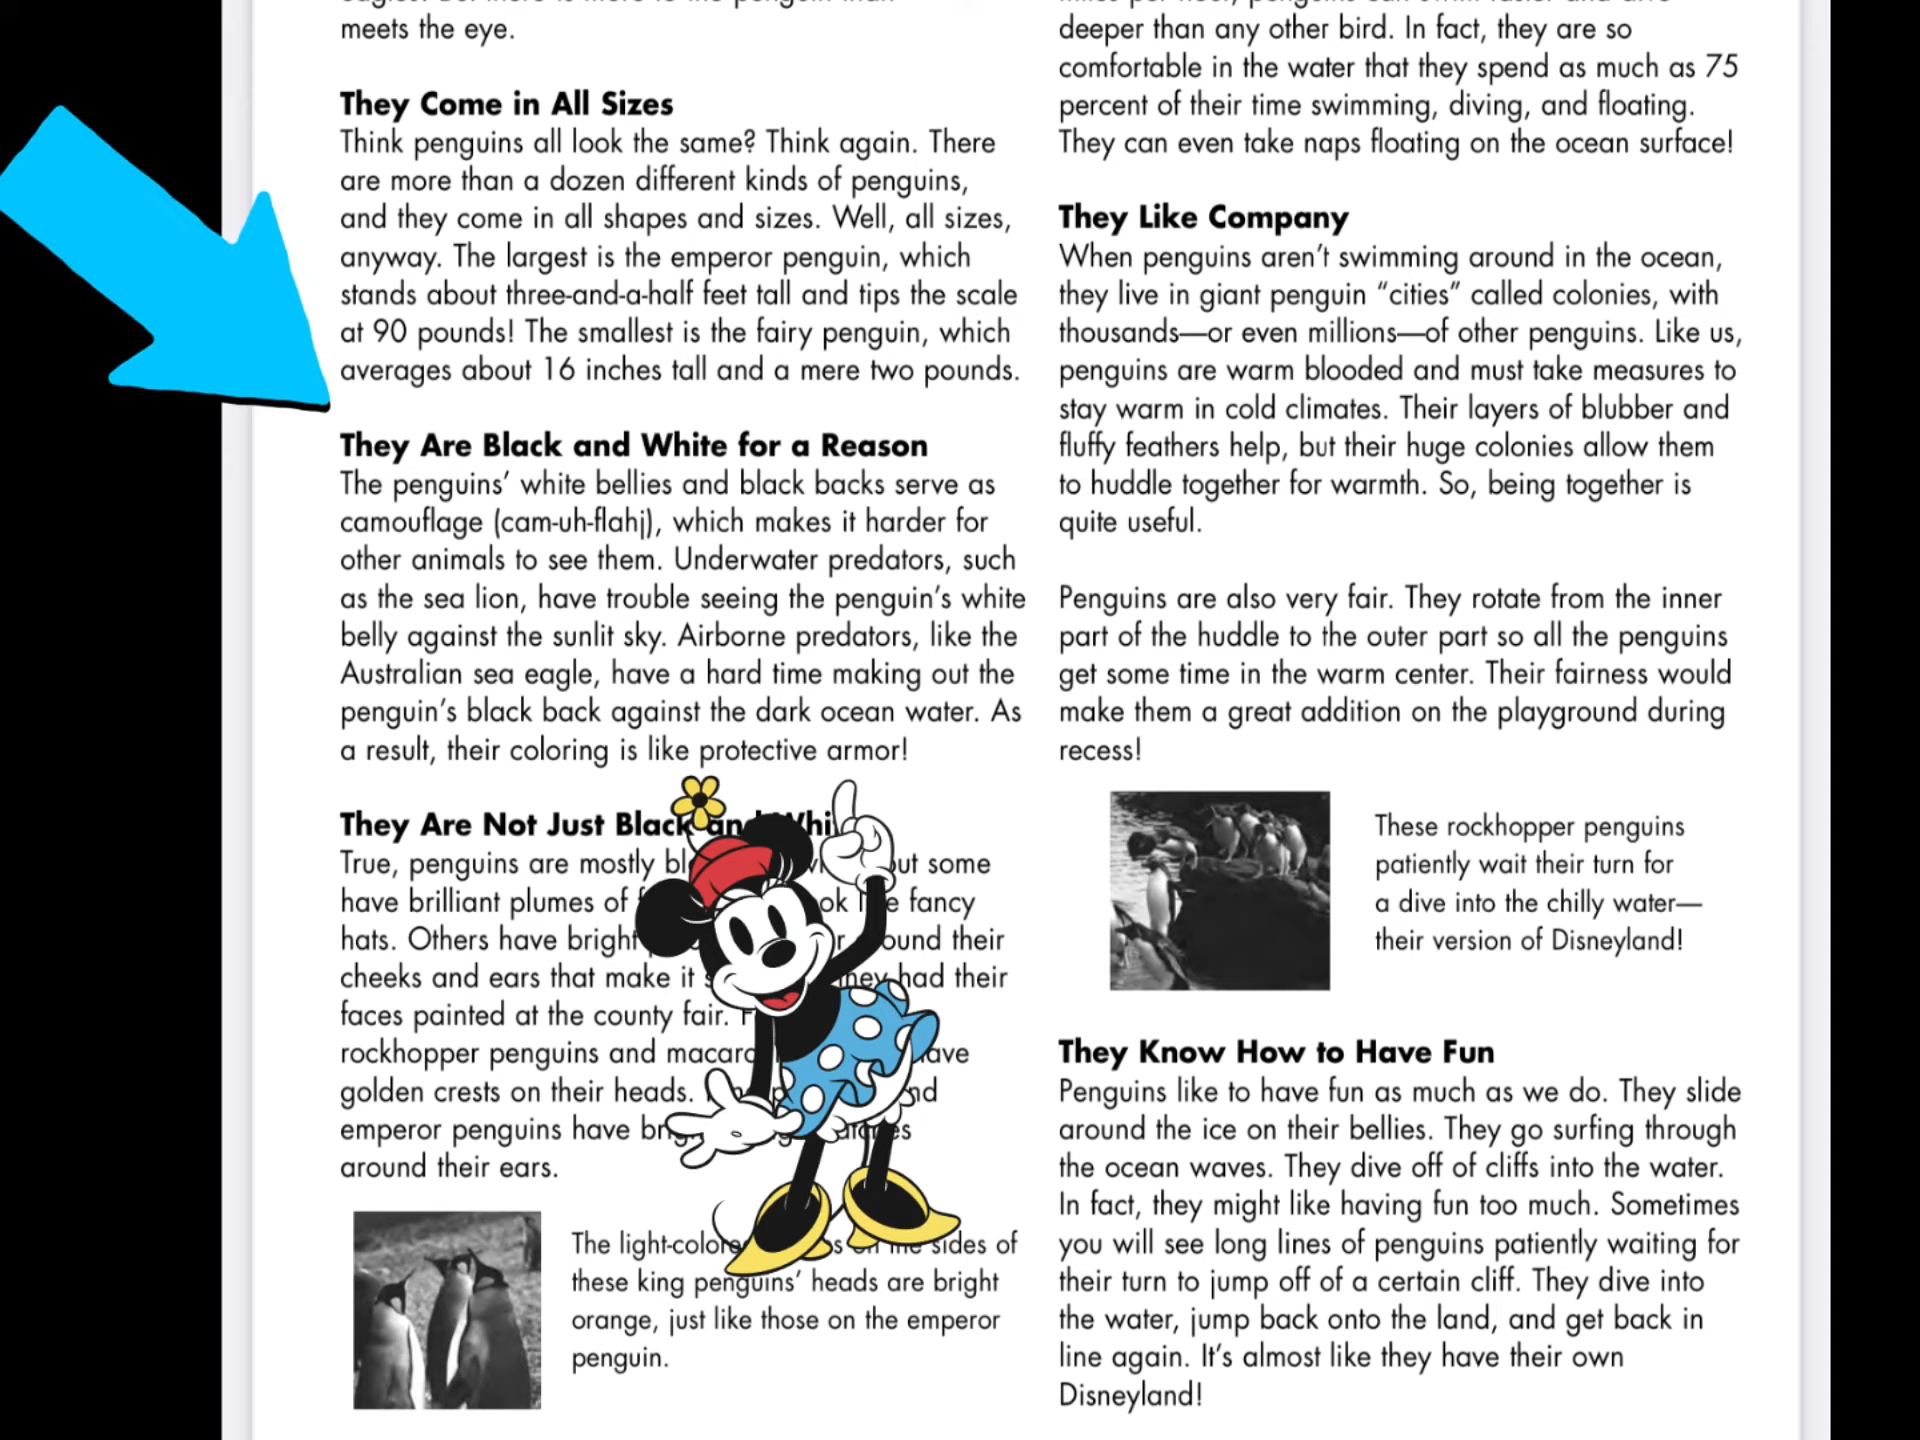 meets the eye.
They Come in All Sizes
Think penguins all look the same? Think again. There
are more than a dozen different kinds of penguins,
and they come in all shapes and sizes. Well, all sizes,
anyway. The largest is the emperor penguin, which
stands about three-and-a-half feet tall and tips the scale
at 90 pounds! The smallest is the fairy penguin, which
averages about 16 inches tall and a mere two pounds.
They Are Black and White for a Reason
The penguins’ white bellies and black backs serve as
camouflage (cam-uh-flahj), which makes it harder for
other animals to see them. Underwater predators, such
as the sea lion, have trouble seeing the penguin’s white
belly against the sunlit sky. Airborne predators, like the
Australian sea eagle, have a hard time making out the
penguin’s black back against the dark ocean water. As
a result, their coloring is like protective armor!
They Are Not Just Black and
True, penguins are mostly some
have brilliant plumes of fancy
hats. Others have bright their
cheeks and ears that make it they had their
faces painted at the county fair.
rockhopper penguins and have
golden crests on their heads.
emperor penguins have
around their ears.
The sides of
these king penguins’ heads are bright
orange, just like those on the emperor
penguin.
deeper than any other bird. In fact, they are so
comfortable in the water that they spend as much as 75
percent of their time swimming, diving, and floating.
They can even take naps floating on the ocean surface!
They Like Company
When penguins aren’t swimming around in the ocean,
they live in giant penguin “cities” called colonies, with
thousands—or even millions—of other penguins. Like us,
penguins are warm blooded and must take measures to
stay warm in cold climates. Their layers of blubber and
fluffy feathers help, but their huge colonies allow them
to huddle together for warmth. So, being together is
quite useful.
Penguins are also very fair. They rotate from the inner
part of the huddle to the outer part so all the penguins
get some time in the warm center. Their fairness would
make them a great addition on the playground during
recess!
These rockhopper penguins
patiently wait their turn for
a dive into the chilly water—
their version of Disneyland!
They Know How to Have Fun
Penguins like to have fun as much as we do. They slide
around the ice on their bellies. They go surfing through
the ocean waves. They dive off of cliffs into the water.
In fact, they might like having fun too much. Sometimes
you will see long lines of penguins patiently waiting for
their turn to jump off of a certain cliff. They dive into
the water, jump back onto the land, and get back in
line again. It’s almost like they have their own
Disneyland!